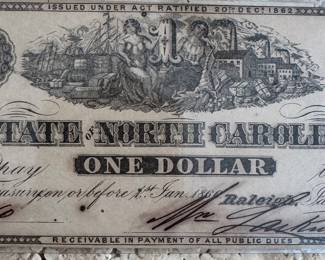 ISSUED UNDER ACT RATIFIED 20TH DEC. 1862
1
STATE OF NORTH CAROLI
pay
ONE DOLLAR
on or before 1st Jan. 186
Raleigh,
RECEIVABLE IN PAYMENT OF ALL PUBLIC DUES